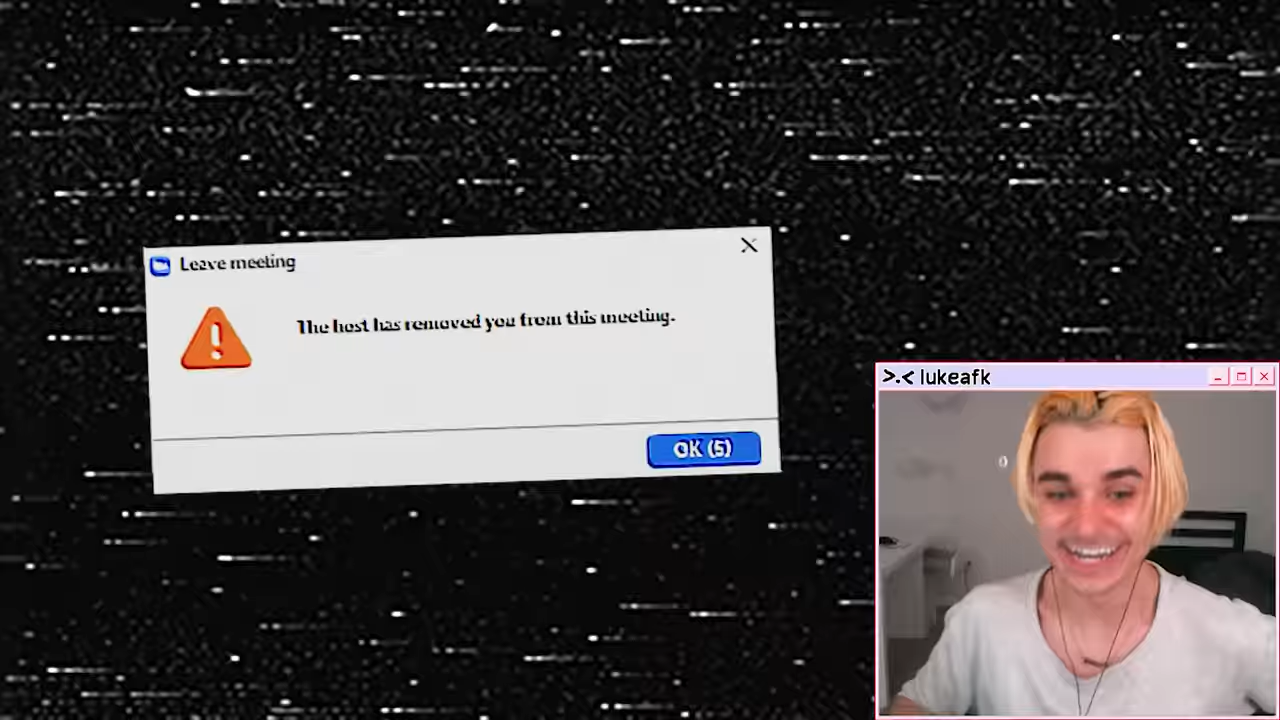 Leave meeting
The host has removed you from this meeting.
OK (5)
>.< lukeafk